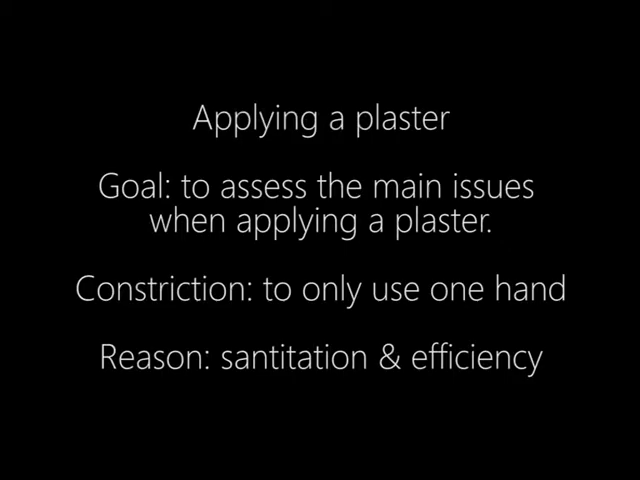 Applying a plaster
Goal: to assess the main issues
when applying a plaster.
Constriction: to only use one hand
Reason: santitation & efficiency